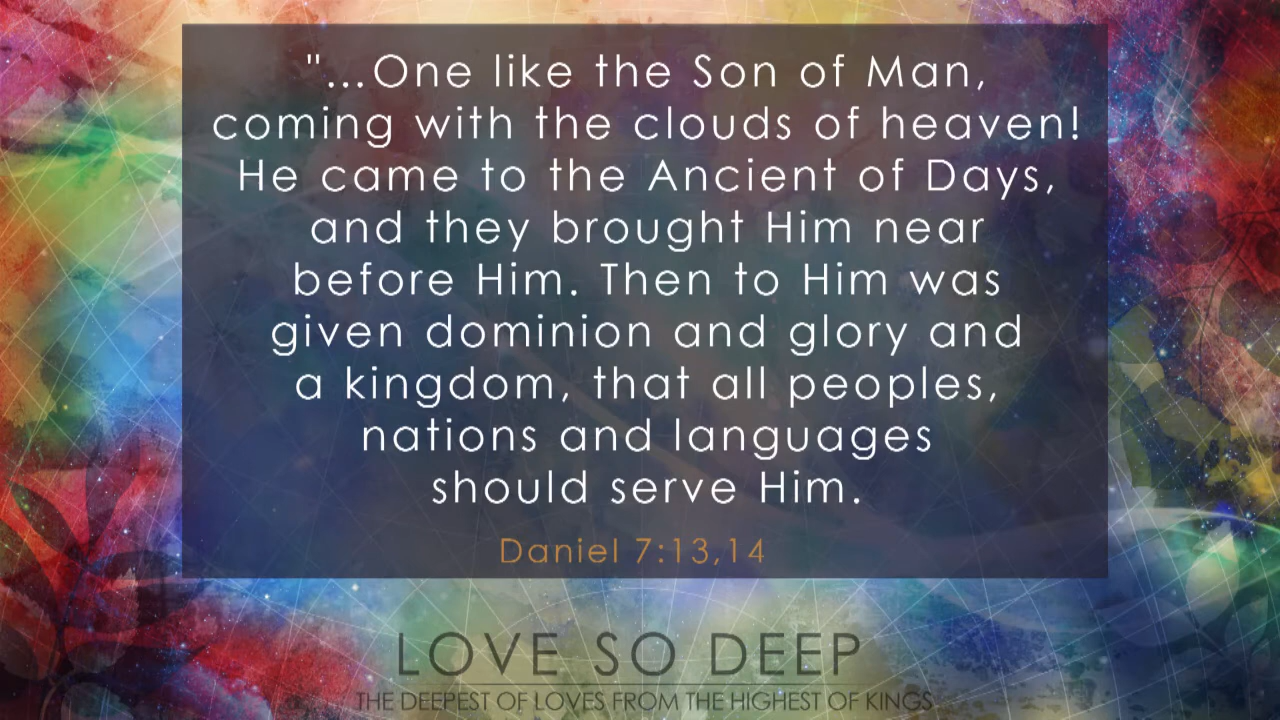 "...One like the Son of Man,
coming with the clouds of heaven!
He came to the Ancient of Days,
and they brought Him near
before Him. Then to Him was
given dominion and glory and
a kingdom, that all peoples,
nations and languages
should serve Him.
Daniel 7:13,14
LOVE SO DEEP
THE DEEPEST OF LOVES FROM THE HIGHEST OF KINGS